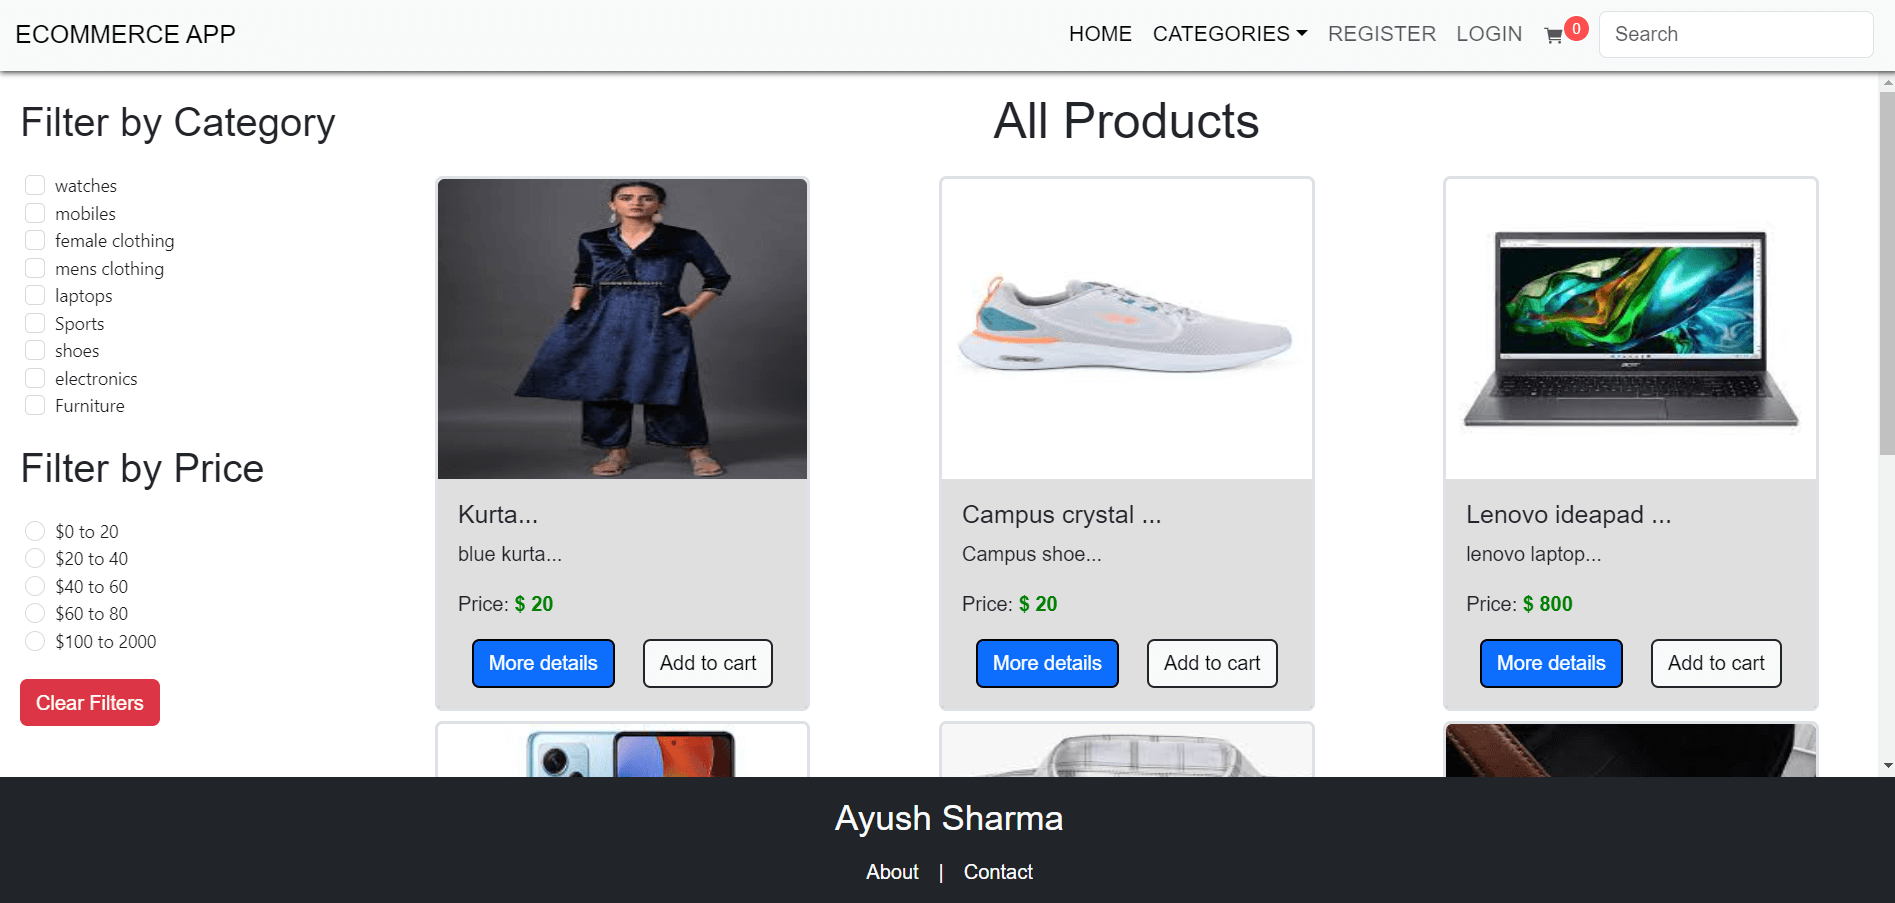 ECOMMERCE APP
HOME CATEGORIES REGISTER LOGIN 0 Search
Filter by Category
watches
mobiles
female clothing
mens clothing
laptops
Sports
shoes
electronics
Furniture
Filter by Price
$0 to 20
$20 to 40
$40 to 60
$60 to 80
$100 to 2000
Clear Filters
All Products
Kurta...
blue kurta...
Price: $ 20
More details Add to cart
Campus crystal ...
Campus shoe...
Price: $ 20
More details Add to cart
acer
Lenovo ideapad ...
lenovo laptop...
Price: $ 800
More details Add to cart
Ayush Sharma
About | Contact